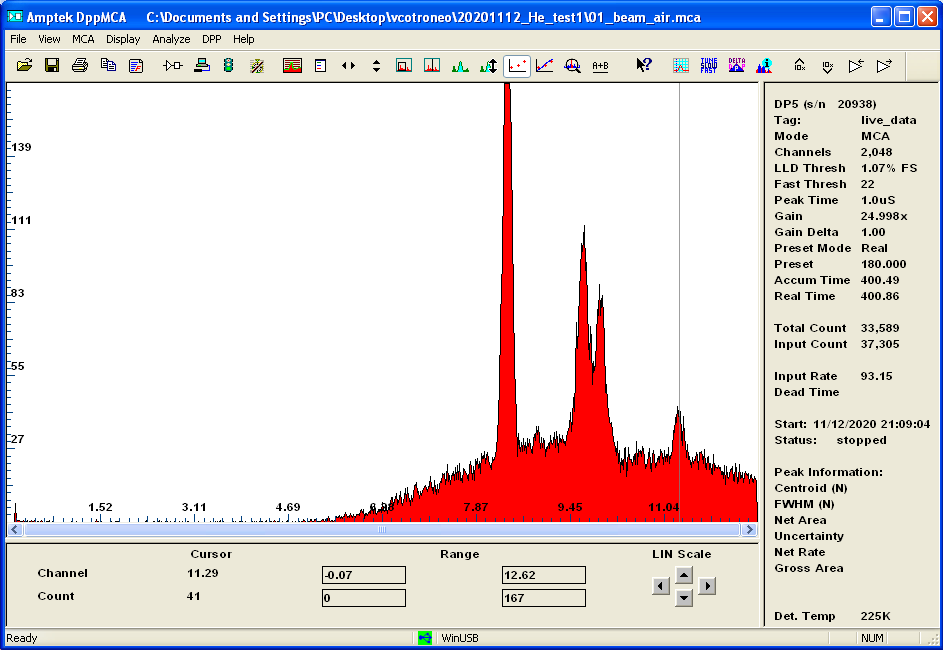 Amptek DppMCA C:\Documents and Settings\PC\Desktop\vcotroneo\20201112_He_test1\01_beam_air.mca
File View MCA Display Analyze DPP Help
A+B
TUNE SLOW FAST
DELTA
10x
10x
139
111
83
55
27
1.52 3.11 4.69 6.28 7.87 9.45 11.04
DP5 (s/n 20938)
Tag: live_data
Mode MCA
Channels 2,048
LLD Thresh 1.07% FS
Fast Thresh 22
Peak Time 1.0uS
Gain 24.998x
Gain Delta 1.00
Preset Mode Real
Preset 180.000
Accum Time 400.49
Real Time 400.86
Total Count 33,589
Input Count 37,305
Input Rate 93.15
Dead Time
Start: 11/12/2020 21:09:04
Status: stopped
Peak Information:
Centroid (N)
FWHM (N)
Net Area
Uncertainty
Net Rate
Gross Area
Det. Temp 225K
Cursor Range LIN Scale
Channel 11.29 -0.07 12.62
Count 41 0 167
Ready WinUSB NUM